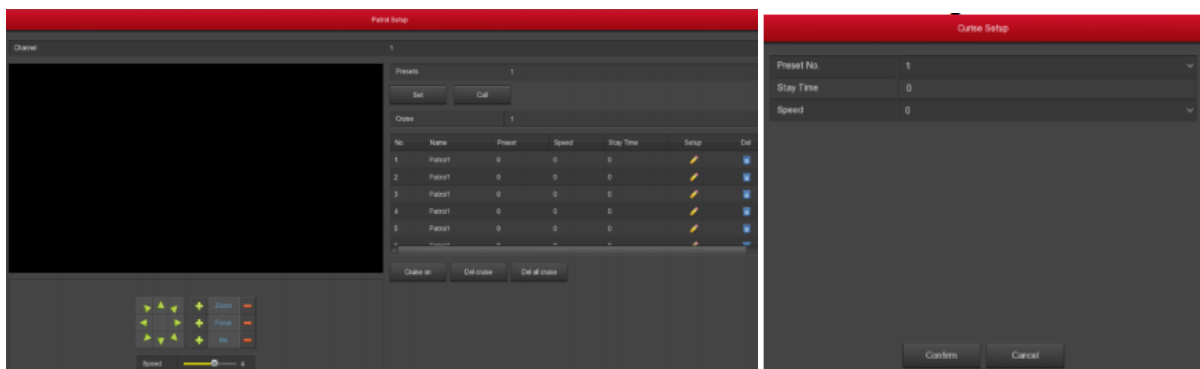 Patrol Setup
Channel 1
Presets 1
Set Call
Cruise 1
No. Name Preset Speed Stay Time Setup Del
1 Patrol1 0 0 0
2 Patrol1 0 0 0
3 Patrol1 0 0 0
4 Patrol1 0 0 0
5 Patrol1 0 0 0
Cruise on Del cruise Del all cruise
Zoom
Focus
Iris
Speed 4
Curise Setup
Preset No. 1
Stay Time 0
Speed 0
Confirm Cancel